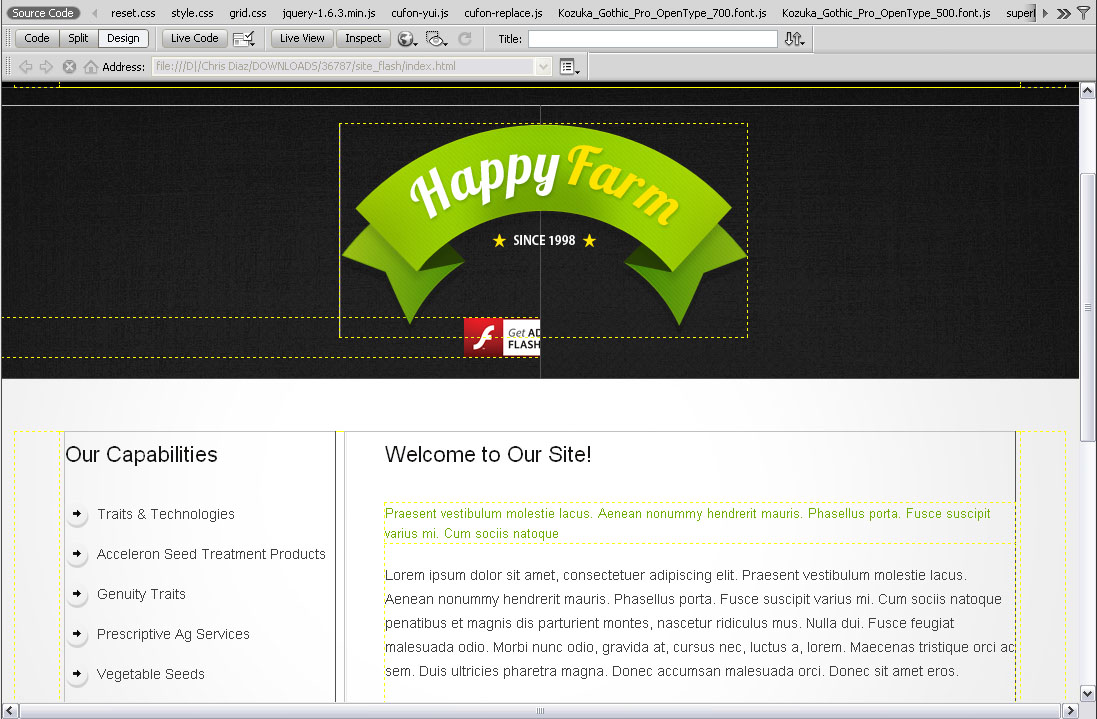 Source Code reset.css style.css grid.css jquery-1.6.3.min.js cufon-yui.js cufon-replace.js Kozuka_Gothic_Pro_OpenType_700.font.js Kozuka_Gothic_Pro_OpenType_500.font.js
Code Split Design Live Code Live View Inspect Title:
Address: file:///D|/Chris Diaz/DOWNLOADS/36787/site_flash/index.html
Happy Farm
SINCE 1998
Get AD
FLASH
Our Capabilities
Traits & Technologies
Acceleron Seed Treatment Products
Genuity Traits
Prescriptive Ag Services
Vegetable Seeds
Welcome to Our Site!
Praesent vestibulum molestie lacus. Aenean nonummy hendrerit mauris. Phasellus porta. Fusce suscipit
varius mi. Cum sociis natoque
Lorem ipsum dolor sit amet, consectetuer adipiscing elit. Praesent vestibulum molestie lacus.
Aenean nonummy hendrerit mauris. Phasellus porta. Fusce suscipit varius mi. Cum sociis natoque
penatibus et magnis dis parturient montes, nascetur ridiculus mus. Nulla dui. Fusce feugiat
malesuada odio. Morbi nunc odio, gravida at, cursus nec, luctus a, lorem. Maecenas tristique orci ac
sem. Duis ultricies pharetra magna. Donec accumsan malesuada orci. Donec sit amet eros.